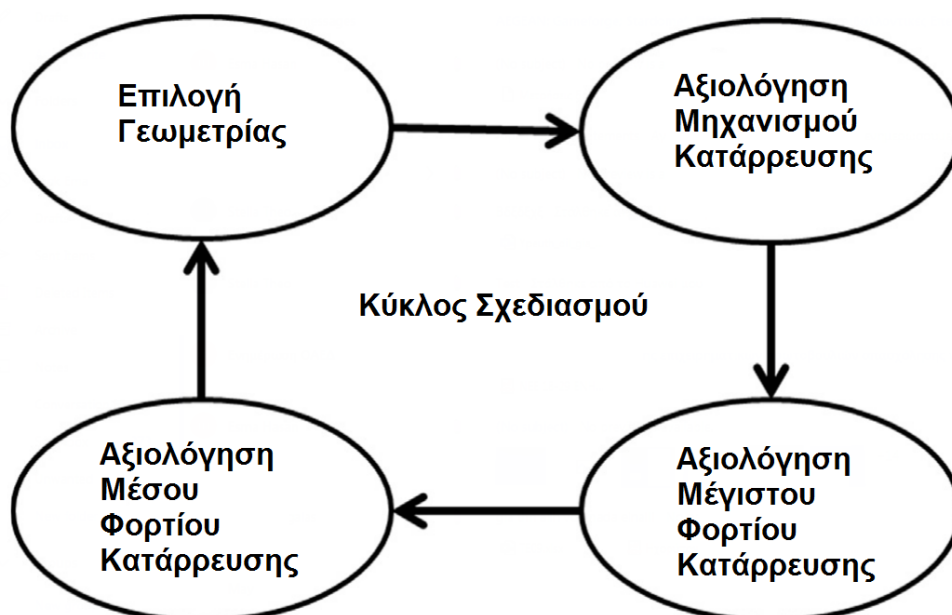 Επιλογή
Γεωμετρίας
Αξιολόγηση
Μηχανισμού
Κατάρρευσης
Κύκλος Σχεδιασμού
Αξιολόγηση
Μέσου
Φορτίου
Κατάρρευσης
Αξιολόγηση
Μέγιστου
Φορτίου
Κατάρρευσης